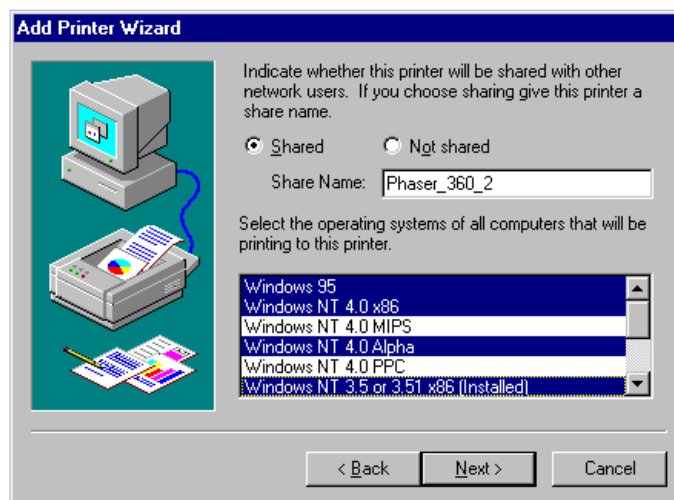 Add Printer Wizard
Indicate whether this printer will be shared with other
network users.  If you choose sharing give this printer a
share name.
Shared    Not shared
Share Name: Phaser_360_2
Select the operating systems of all computers that will be
printing to this printer.
Windows 95
Windows NT 4.0 x86
Windows NT 4.0 MIPS
Windows NT 4.0 Alpha
Windows NT 4.0 PPC
Windows NT 3.5 or 3.51 x86 (Installed)
< Back    Next >    Cancel